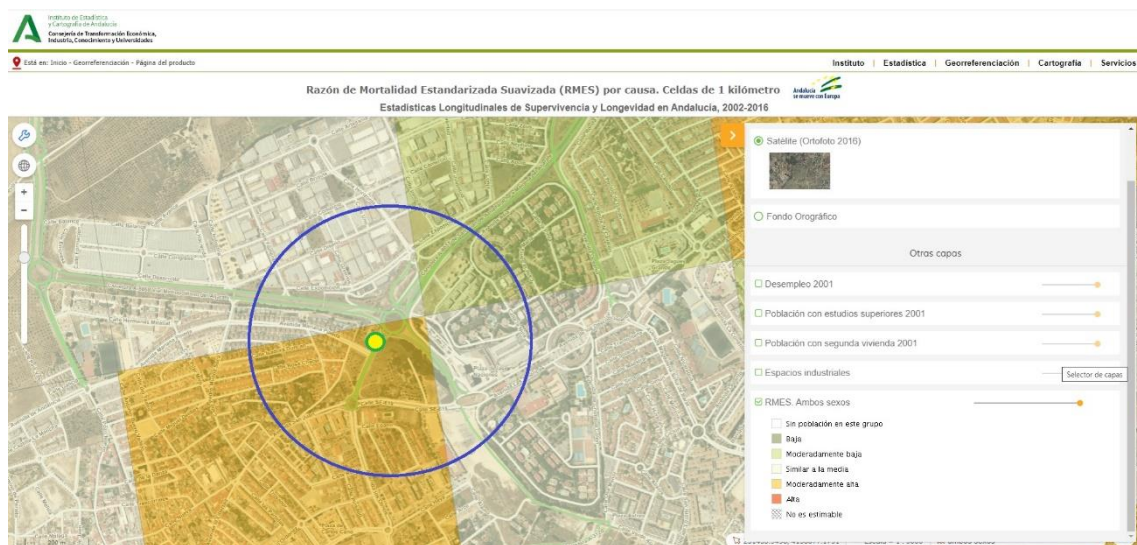 Instituto de Estadística
y Cartografía de Andalucía
Consejería de Transformación Económica,
Industria, Conocimiento y Universidades
Está en: Inicio - Georreferenciación - Página del producto
Instituto | Estadística | Georreferenciación | Cartografía | Servicios
Razón de Mortalidad Estandarizada Suavizada (RMES) por causa. Celdas de 1 kilómetro
Andalucía
se mueve con Europa
Estadísticas Longitudinales de Supervivencia y Longevidad en Andalucía, 2002-2016
Satélite (Ortofoto 2016)
Fondo Orográfico
Otras capas
Desempleo 2001
Población con estudios superiores 2001
Población con segunda vivienda 2001
Espacios industriales
Selector de capas
RMES. Ambos sexos
Sin población en este grupo
Baja
Moderadamente baja
Similar a la media
Moderadamente alta
Alta
No es estimable